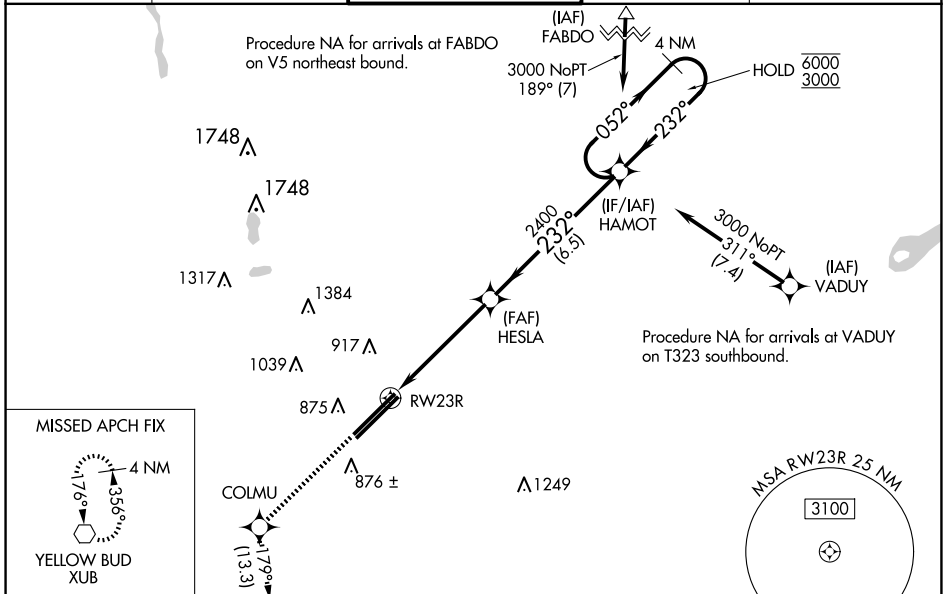 Procedure NA for arrivals at FABDO
on V5 northeast bound.
(IAF)
FABDO
3000 NoPT
189° (7)
4 NM
HOLD
6000
3000
052°
232°
1748
1748
(IF/IAF)
HAMOT
2400
232°
(6.5)
3000 NoPT
311°
(7.4)
(IAF)
VADUY
1317
1384
(FAF)
HESLA
Procedure NA for arrivals at VADUY
on T323 southbound.
917
1039
875
RW23R
MISSED APCH FIX
4 NM
176°
356°
YELLOW BUD
XUB
876 ±
1249
COLMU
179°
(13.3)
MSA RW23R 25 NM
3100